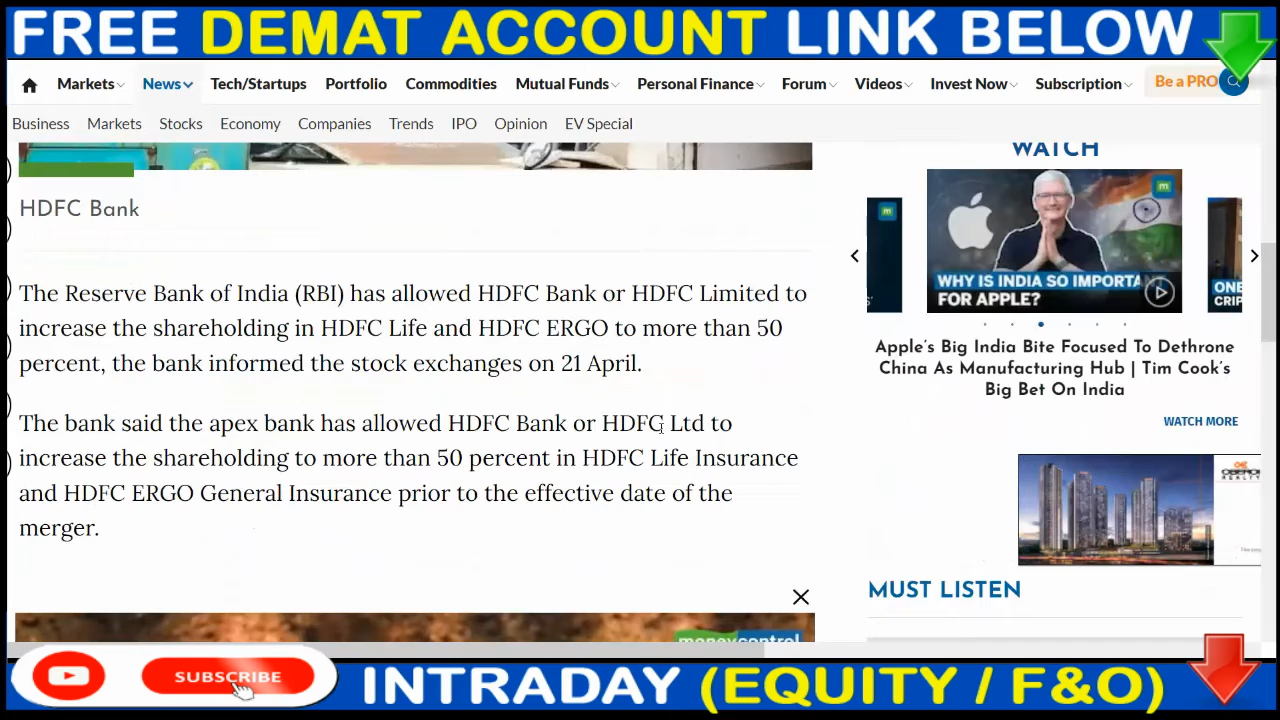 FREE DEMAT ACCOUNT LINK BELOW
Markets News Tech/Startups Portfolio Commodities Mutual Funds Personal Finance Forum Videos Invest Now Subscription Be a PRO
Business Markets Stocks Economy Companies Trends IPO Opinion EV Special
WATCH
HDFC Bank
The Reserve Bank of India (RBI) has allowed HDFC Bank or HDFC Limited to
increase the shareholding in HDFC Life and HDFC ERGO to more than 50
percent, the bank informed the stock exchanges on 21 April.
The bank said the apex bank has allowed HDFC Bank or HDFC Ltd to
increase the shareholding to more than 50 percent in HDFC Life Insurance
and HDFC ERGO General Insurance prior to the effective date of the
merger.
m
m
WHY IS INDIA SO IMPORTA
FOR APPLE?
ONE
CRIP
Apple's Big India Bite Focused To Dethrone
China As Manufacturing Hub | Tim Cook's
Big Bet On India
WATCH MORE
REALTY
MUST LISTEN
moneycontrol
SUBSCRIBE
INTRADAY (EQUITY / F&O)